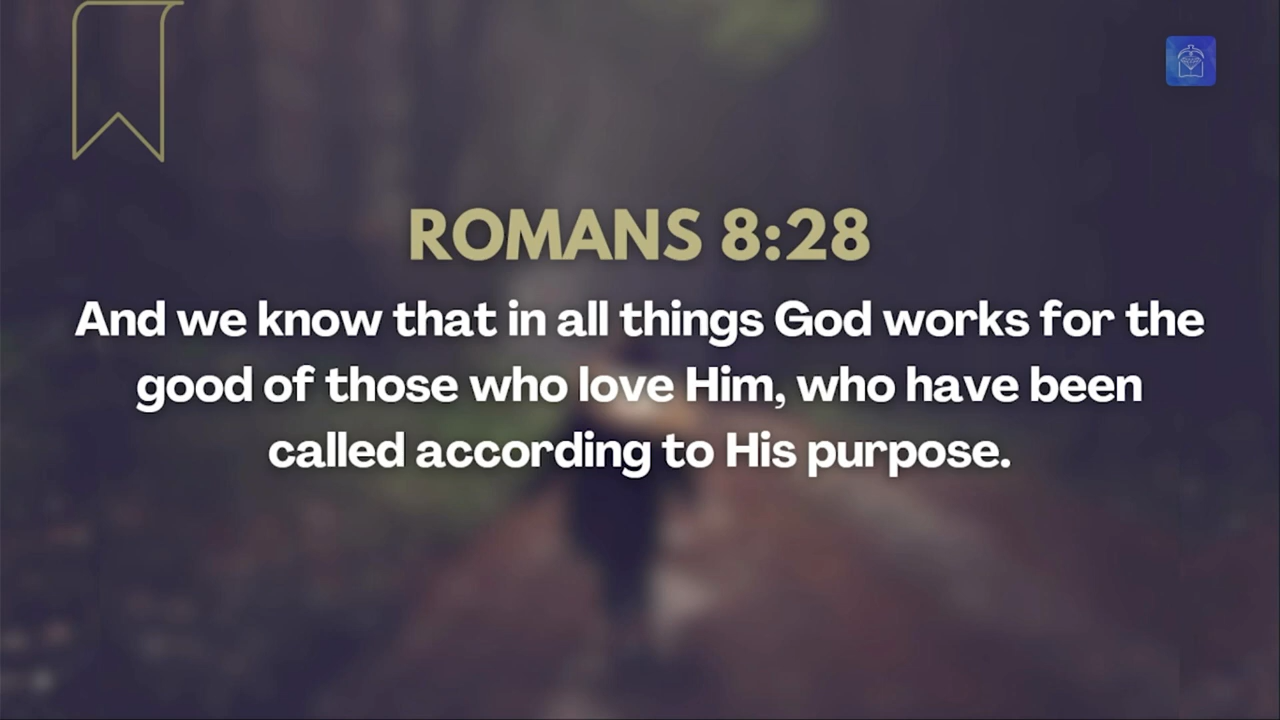 ROMANS 8:28
And we know that in all things God works for the
good of those who love Him, who have been
called according to His purpose.